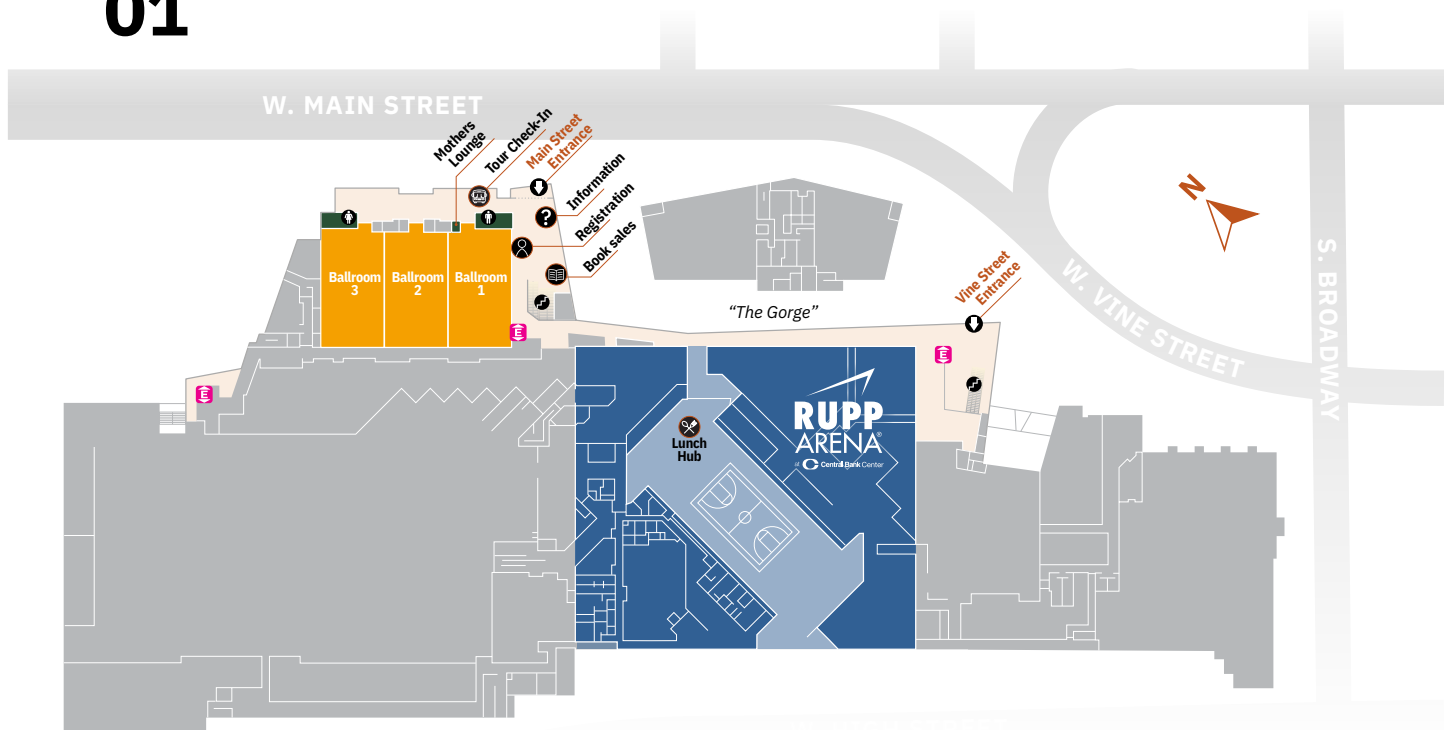 01
W. MAIN STREET
Mothers
Lounge
Tour Check-In
Main Street
Entrance
Information
Registration
Book sales
N
?
Ballroom
3
Ballroom
2
Ballroom
1
E
E
E
“The Gorge”
Vine Street
Entrance
W. VINE STREET
S. BROADWAY
RUPP
ARENA®
at Central Bank Center
Lunch
Hub